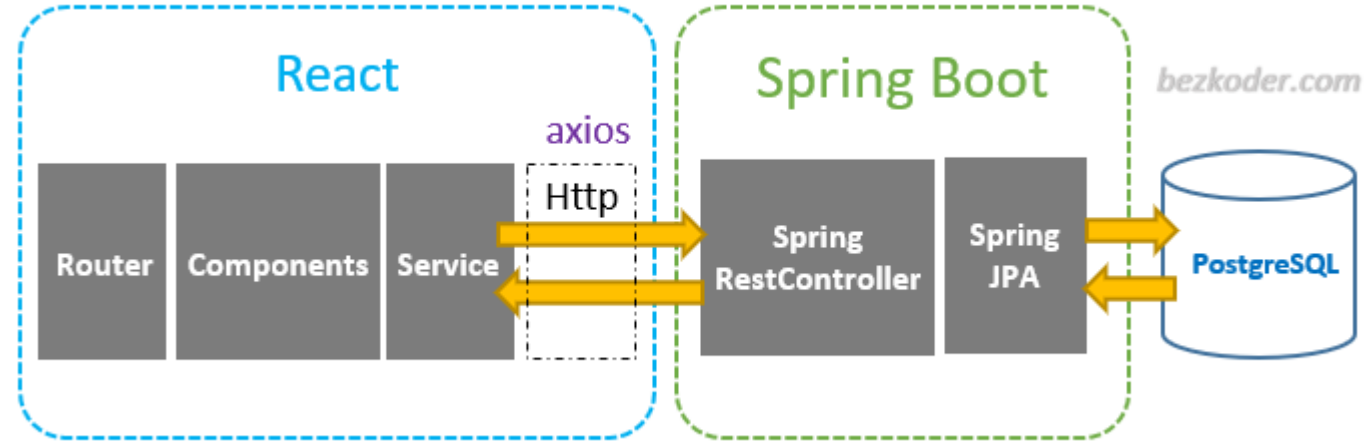 React
Spring Boot
bezkoder.com
axios
Http
Router
Components
Service
Spring
RestController
Spring
JPA
PostgreSQL